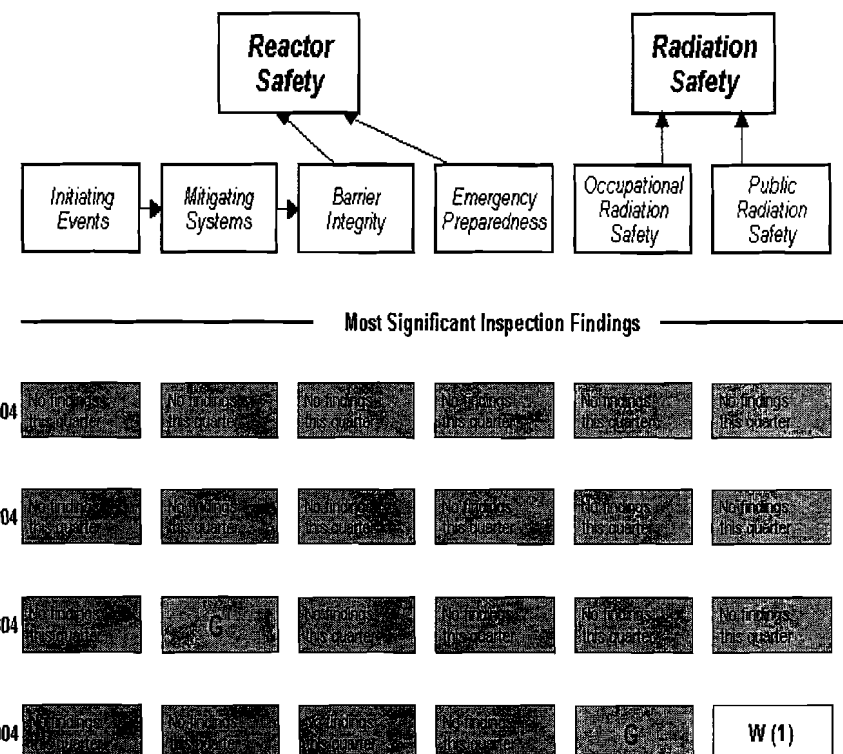 Reactor
Safety
Radiation
Safety
Initiating
Events
Mitigating
Systems
Barrier
Integrity
Emergency
Preparedness
Occupational
Radiation
Safety
Public
Radiation
Safety
Most Significant Inspection Findings
04
No findings
this quarter
No findings
this quarter
No findings
this quarter
No findings
this quarter
No findings
this quarter
No findings
this quarter
04
No findings
this quarter
No findings
this quarter
No findings
this quarter
No findings
this quarter
No findings
this quarter
No findings
this quarter
04
No findings
this quarter
G
No findings
this quarter
No findings
this quarter
No findings
this quarter
No findings
this quarter
04
No findings
this quarter
No findings
this quarter
No findings
this quarter
No findings
this quarter
G
W (1)